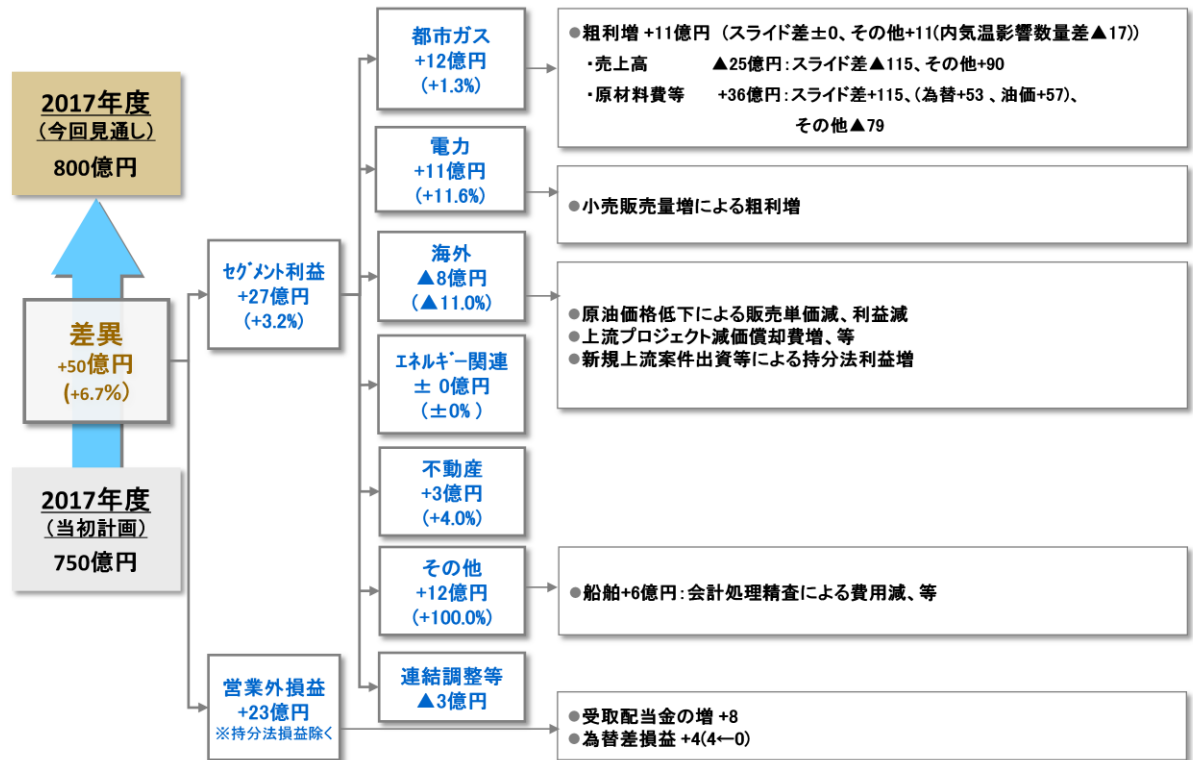 2017年度
(今回見通し)
800億円
差異
+50億円
(+6.7%)
2017年度
(当初計画)
750億円
セグメント利益
+27億円
(+3.2%)
営業外損益
+23億円
※持分法損益除く
都市ガス
+12億円
(+1.3%)
電力
+11億円
(+11.6%)
海外
▲8億円
(▲11.0%)
エネルギー関連
± 0億円
(±0% )
不動産
+3億円
(+4.0%)
その他
+12億円
(+100.0%)
連結調整等
▲3億円
●粗利増 +11億円 (スライド差±0、その他+11(内気温影響数量差▲17))
・売上高 ▲25億円:スライド差▲115、その他+90
・原材料費等 +36億円:スライド差+115、(為替+53 、油価+57)、
その他▲79
●小売販売量増による粗利増
●原油価格低下による販売単価減、利益減
●上流プロジェクト減価償却費増、等
●新規上流案件出資等による持分法利益増
●船舶+6億円:会計処理精査による費用減、等
●受取配当金の増 +8
●為替差損益 +4(4←0)